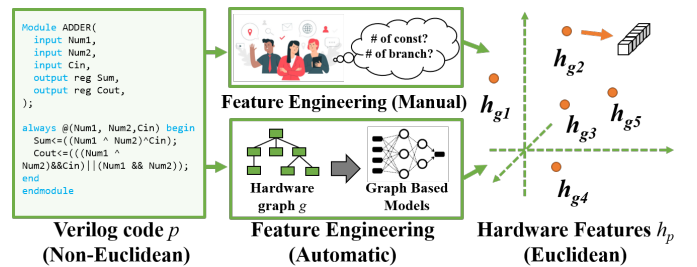 Module ADDER(
input Num1,
input Num2,
input Cin,
output reg Sum,
output reg Cout,
);
always @(Num1, Num2,Cin) begin
Sum<=((Num1 ^ Num2)^Cin);
Cout<=(((Num1 ^
Num2)&&Cin)||(Num1 && Num2));
end
endmodule
Verilog code p
(Non-Euclidean)
# of const?
# of branch?
Feature Engineering (Manual)
Hardware
graph g
Graph Based
Models
Feature Engineering
(Automatic)
hg1
hg2
hg3
hg5
hg4
Hardware Features hp
(Euclidean)